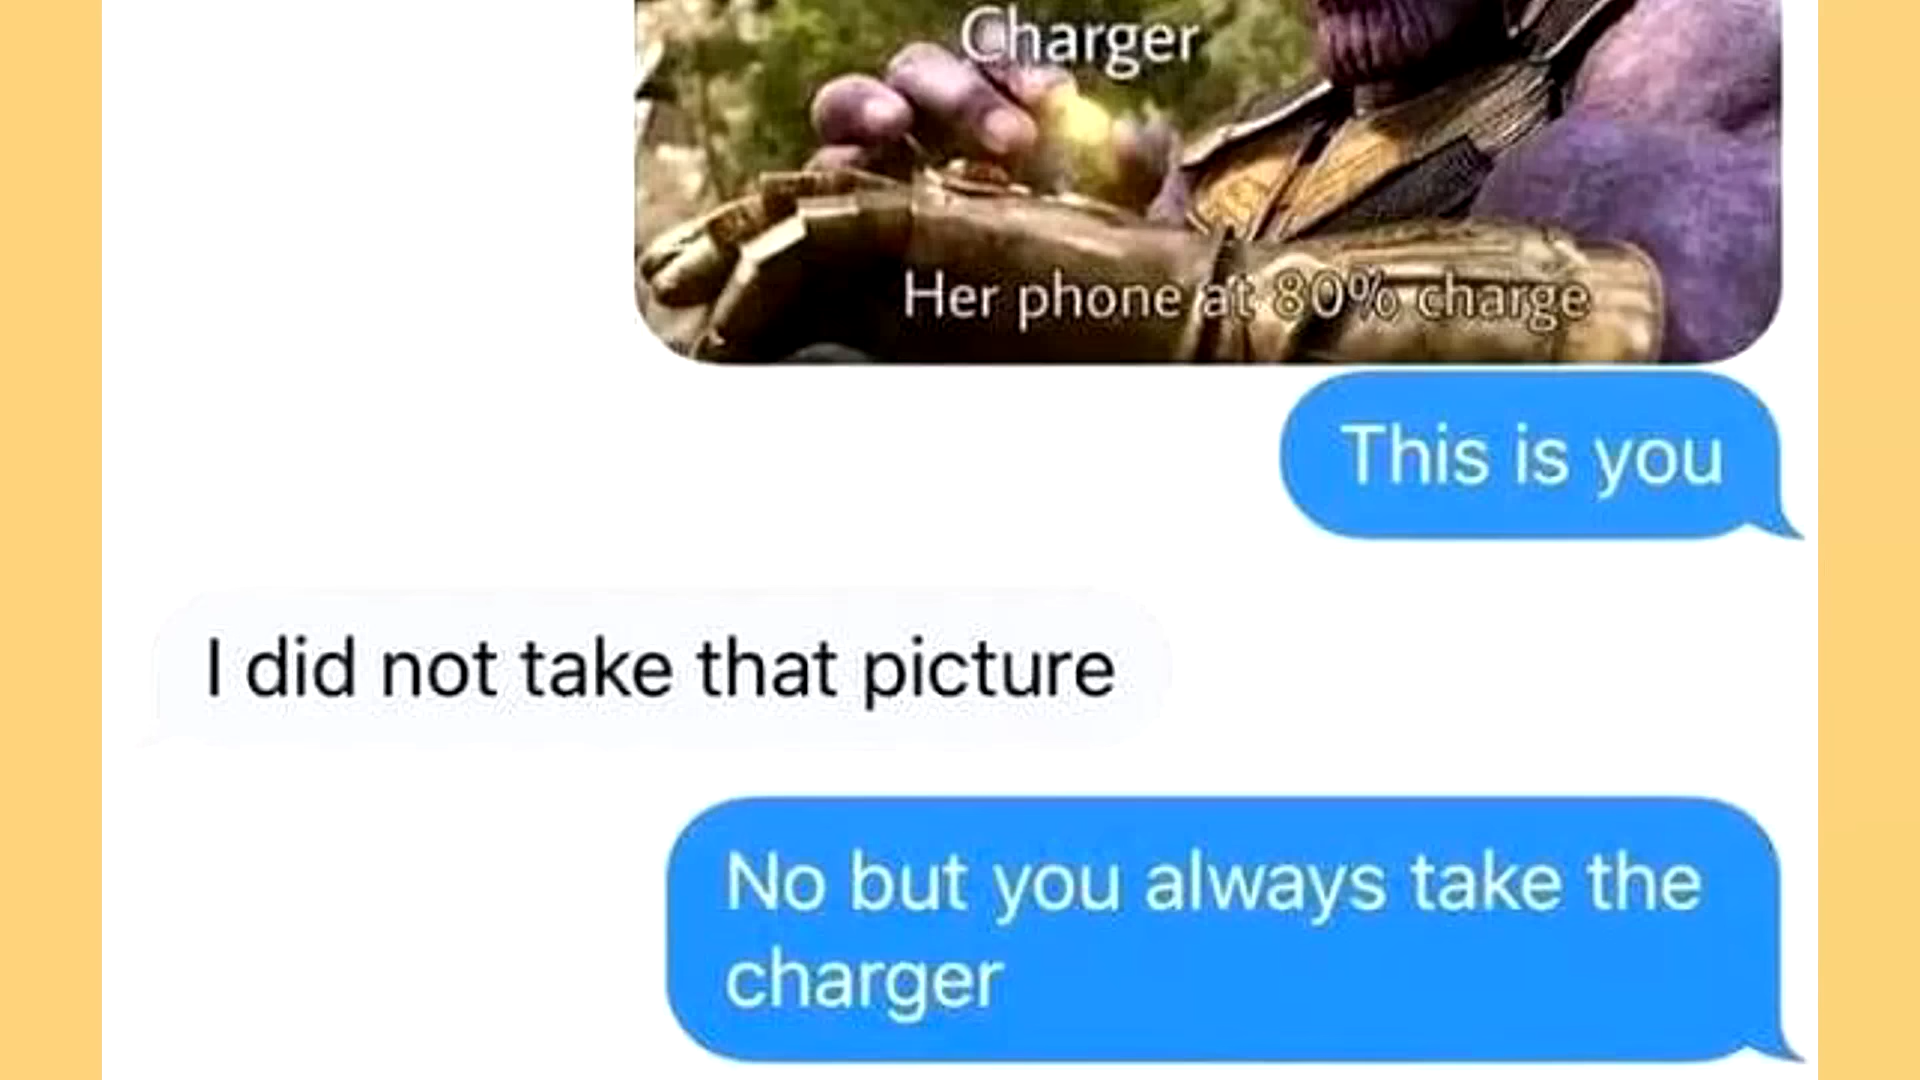 Charger
Her phone at 80% charge
This is you
I did not take that picture
No but you always take the
charger